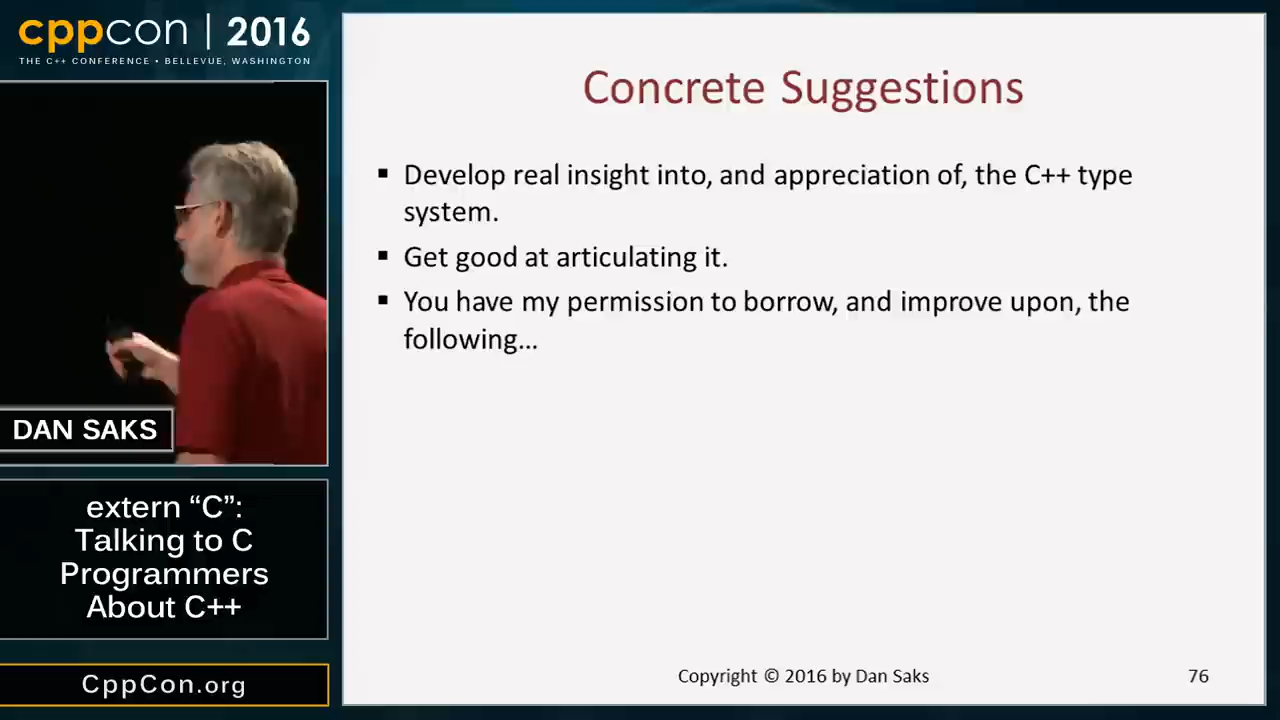 cppcon | 2016
THE C++ CONFERENCE • BELLEVUE, WASHINGTON
DAN SAKS
extern “C”:
Talking to C
Programmers
About C++
CppCon.org
Concrete Suggestions
▪ Develop real insight into, and appreciation of, the C++ type
system.
▪ Get good at articulating it.
▪ You have my permission to borrow, and improve upon, the
following…
Copyright © 2016 by Dan Saks
76